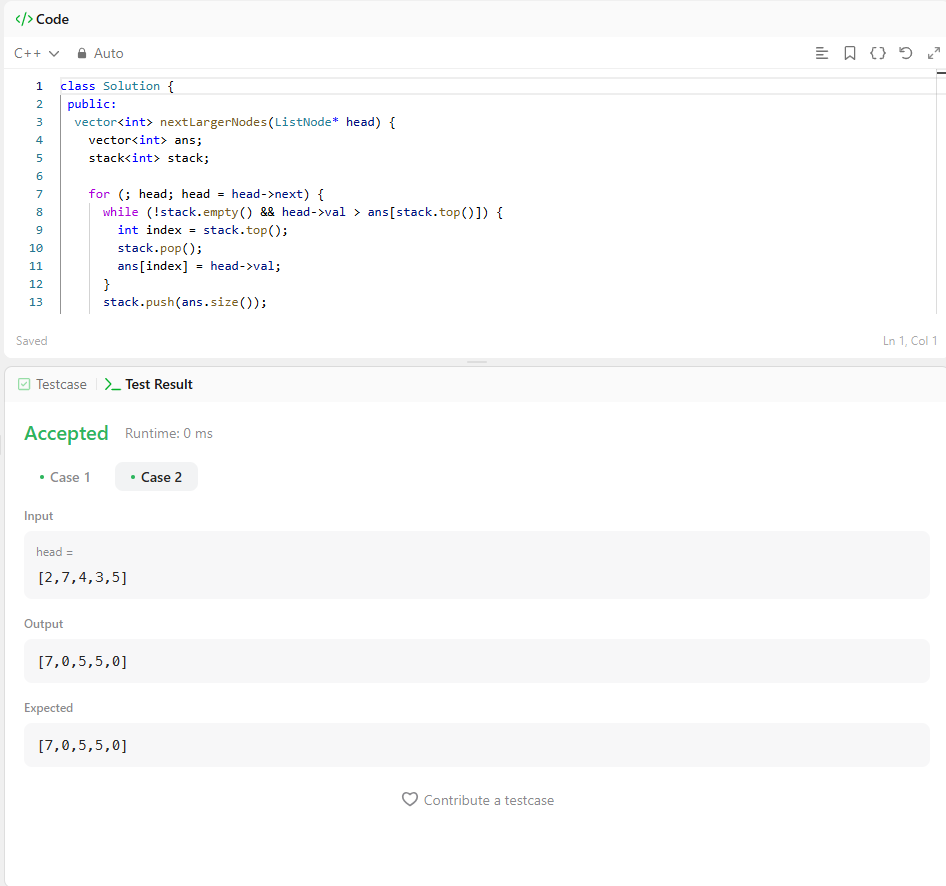 </> Code
C++ Auto
1 class Solution {
2 public:
3 vector<int> nextLargerNodes(ListNode* head) {
4 vector<int> ans;
5 stack<int> stack;
6
7 for (; head; head = head->next) {
8 while (!stack.empty() && head->val > ans[stack.top()]) {
9 int index = stack.top();
10 stack.pop();
11 ans[index] = head->val;
12 }
13 stack.push(ans.size());
Saved Ln 1, Col 1
Testcase >_ Test Result
Accepted Runtime: 0 ms
• Case 1 • Case 2
Input
head =
[2,7,4,3,5]
Output
[7,0,5,5,0]
Expected
[7,0,5,5,0]
Contribute a testcase